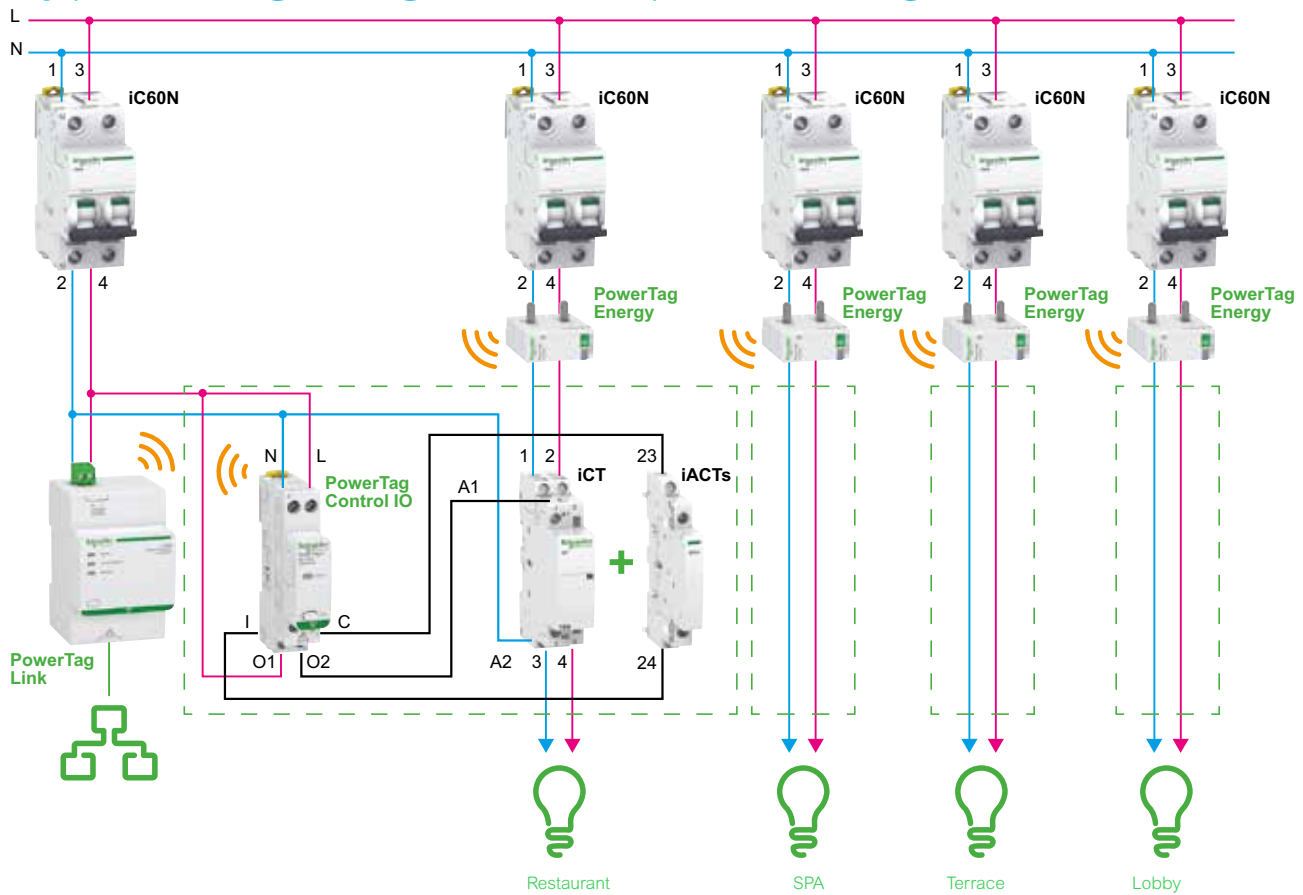 L
N
1 3
iC60N
1 3
iC60N
1 3
iC60N
1 3
iC60N
1 3
iC60N
2 4
2 4
2 4
2 4
2 4
PowerTag
Energy
PowerTag
Energy
PowerTag
Energy
PowerTag
Energy
N L
PowerTag
Control IO
A1
1 2
iCT
23
iACTs
+
I C
O1 O2
A2 3 4
24
PowerTag
Link
Restaurant
SPA
Terrace
Lobby